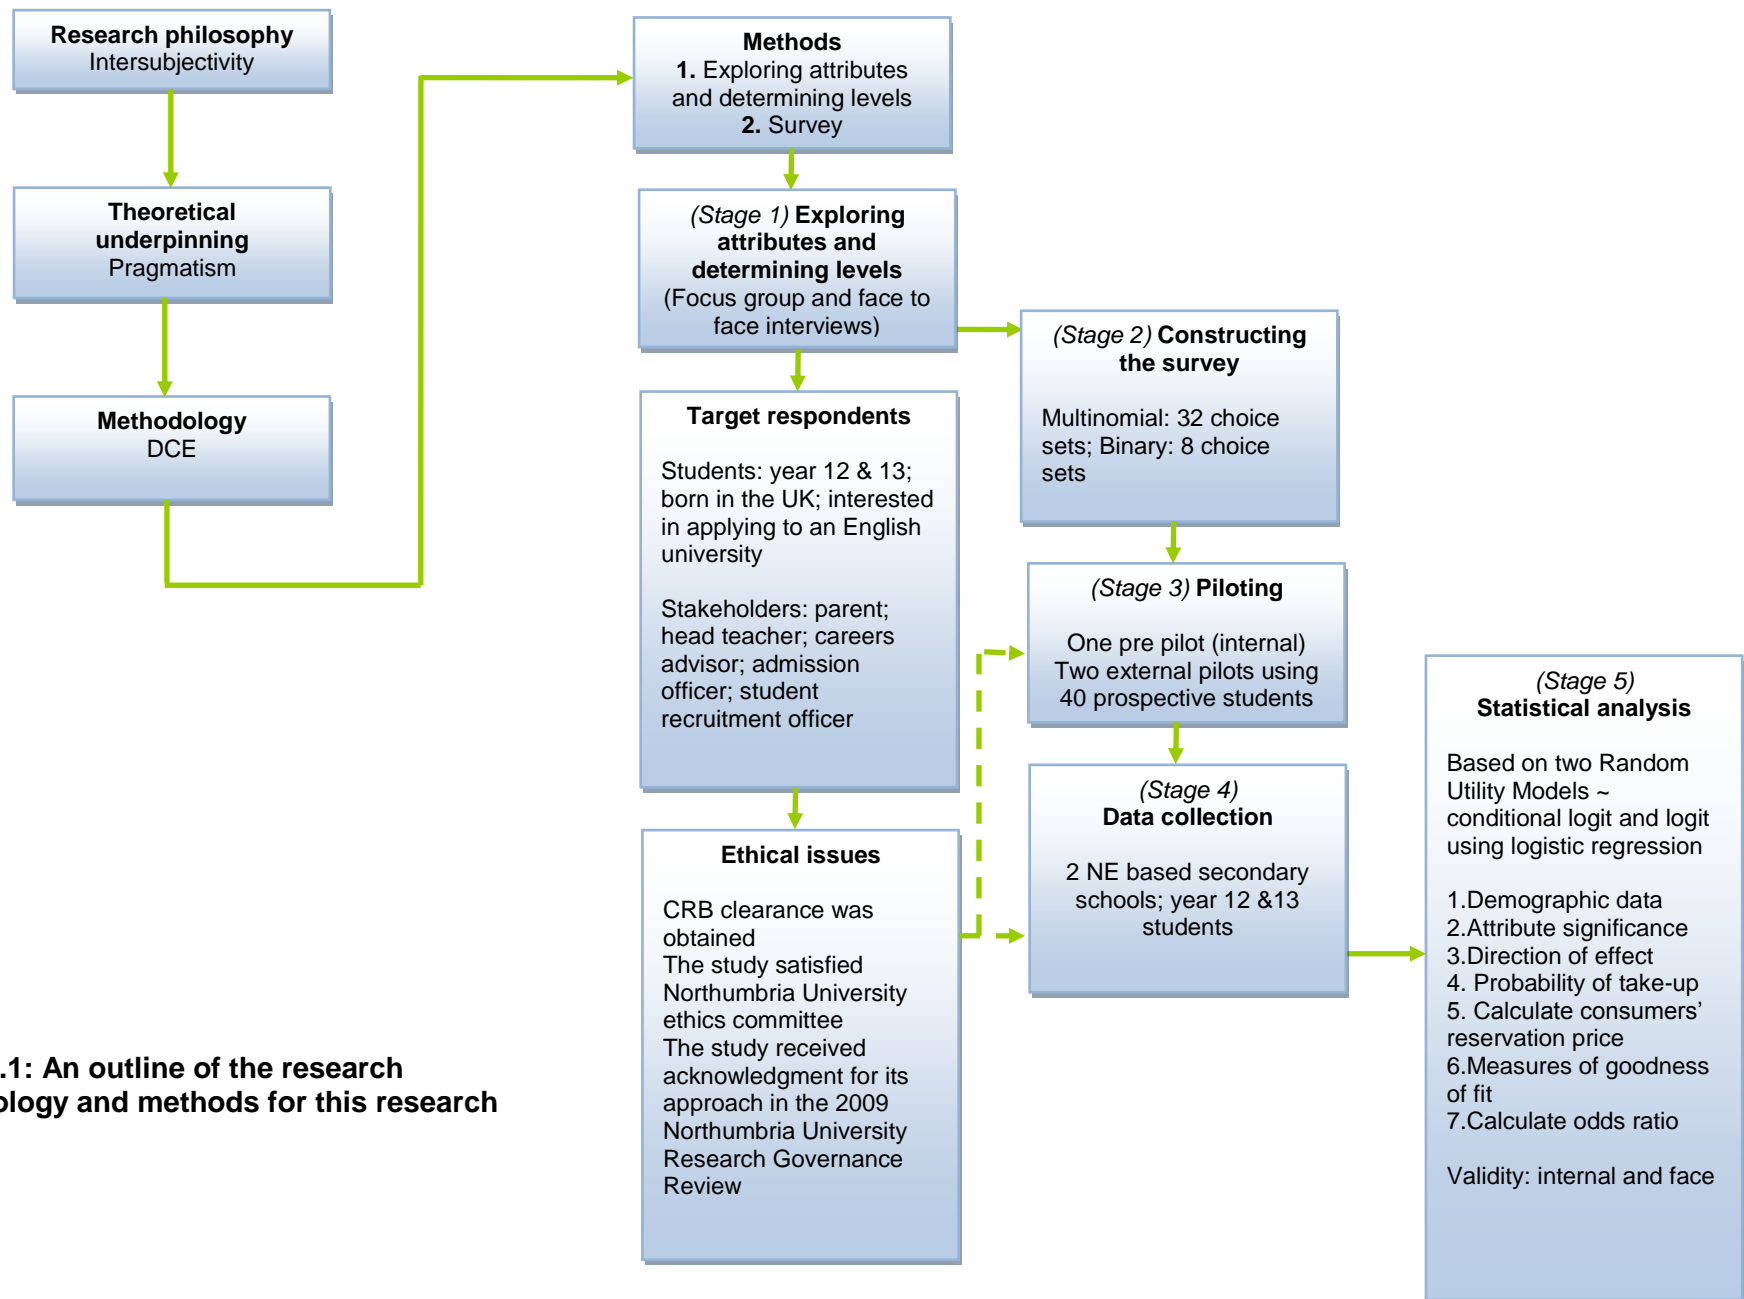 Research philosophy
Intersubjectivity
Theoretical
underpinning
Pragmatism
Methodology
DCE
Methods
1. Exploring attributes
and determining levels
2. Survey
(Stage 1) Exploring
attributes and
determining levels
(Focus group and face to
face interviews)
Target respondents
Students: year 12 & 13;
born in the UK; interested
in applying to an English
university
Stakeholders: parent;
head teacher; careers
advisor; admission
officer; student
recruitment officer
Ethical issues
CRB clearance was
obtained
The study satisfied
Northumbria University
ethics committee
The study received
acknowledgment for its
approach in the 2009
Northumbria University
Research Governance
Review
(Stage 2) Constructing
the survey
Multinomial: 32 choice
sets; Binary: 8 choice
sets
(Stage 3) Piloting
One pre pilot (internal)
Two external pilots using
40 prospective students
(Stage 4)
Data collection
2 NE based secondary
schools; year 12 &13
students
(Stage 5)
Statistical analysis
Based on two Random
Utility Models ~
conditional logit and logit
using logistic regression
1.Demographic data
2.Attribute significance
3.Direction of effect
4. Probability of take-up
5. Calculate consumers’
reservation price
6.Measures of goodness
of fit
7.Calculate odds ratio
Validity: internal and face
.1: An outline of the research
ology and methods for this research